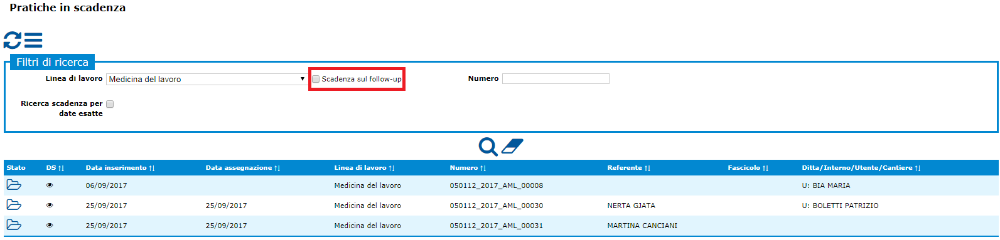 Pratiche in scadenza
Filtri di ricerca
Linea di lavoro Medicina del lavoro Scadenza sul follow-up Numero
Ricerca scadenza per
date esatte
Stato DS Data inserimento Data assegnazione Linea di lavoro Numero Referente Fascicolo Ditta/Interno/Utente/Cantiere
06/09/2017 Medicina del lavoro 050112_2017_AML_00008 U: BIA MARIA
25/09/2017 25/09/2017 Medicina del lavoro 050112_2017_AML_00030 NERTA GJATA U: BOLETTI PATRIZIO
25/09/2017 25/09/2017 Medicina del lavoro 050112_2017_AML_00031 MARTINA CANCIANI